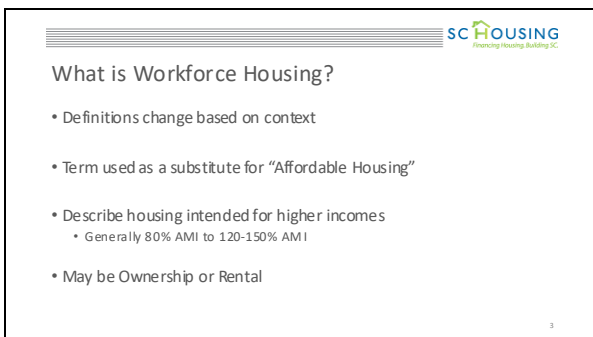 SC HOUSING
Financing Housing. Building SC.
What is Workforce Housing?
• Definitions change based on context
• Term used as a substitute for “Affordable Housing”
• Describe housing intended for higher incomes
• Generally 80% AMI to 120-150% AMI
• May be Ownership or Rental
3